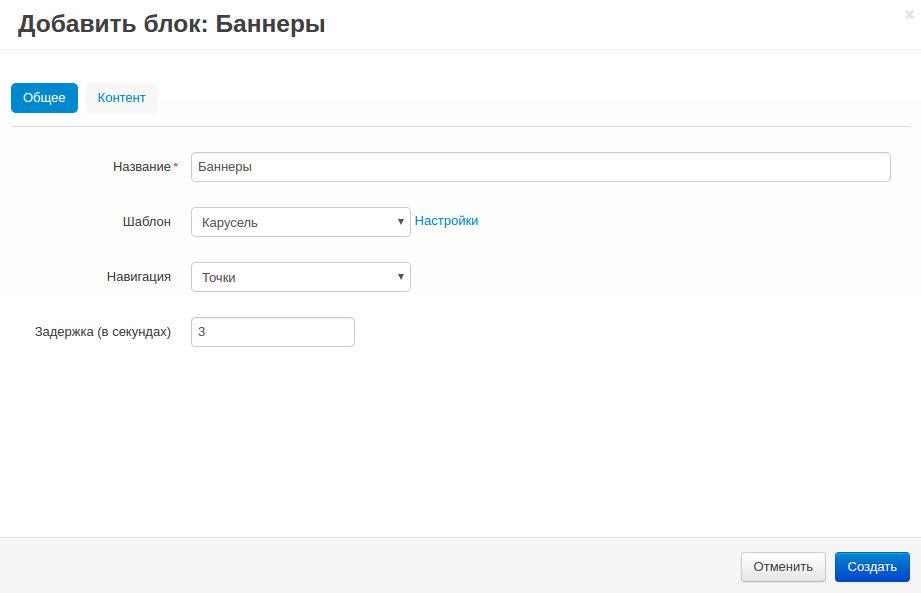 Добавить блок: Баннеры
Общее Контент
Название* Баннеры
Шаблон Карусель Настройки
Навигация Точки
Задержка (в секундах) 3
Отменить Создать